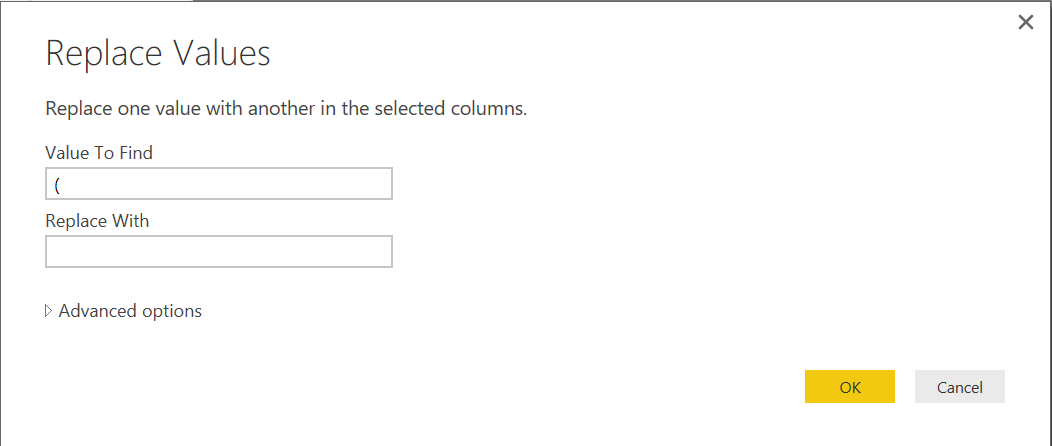 Replace Values
Replace one value with another in the selected columns.
Value To Find
(
Replace With
Advanced options
OK
Cancel